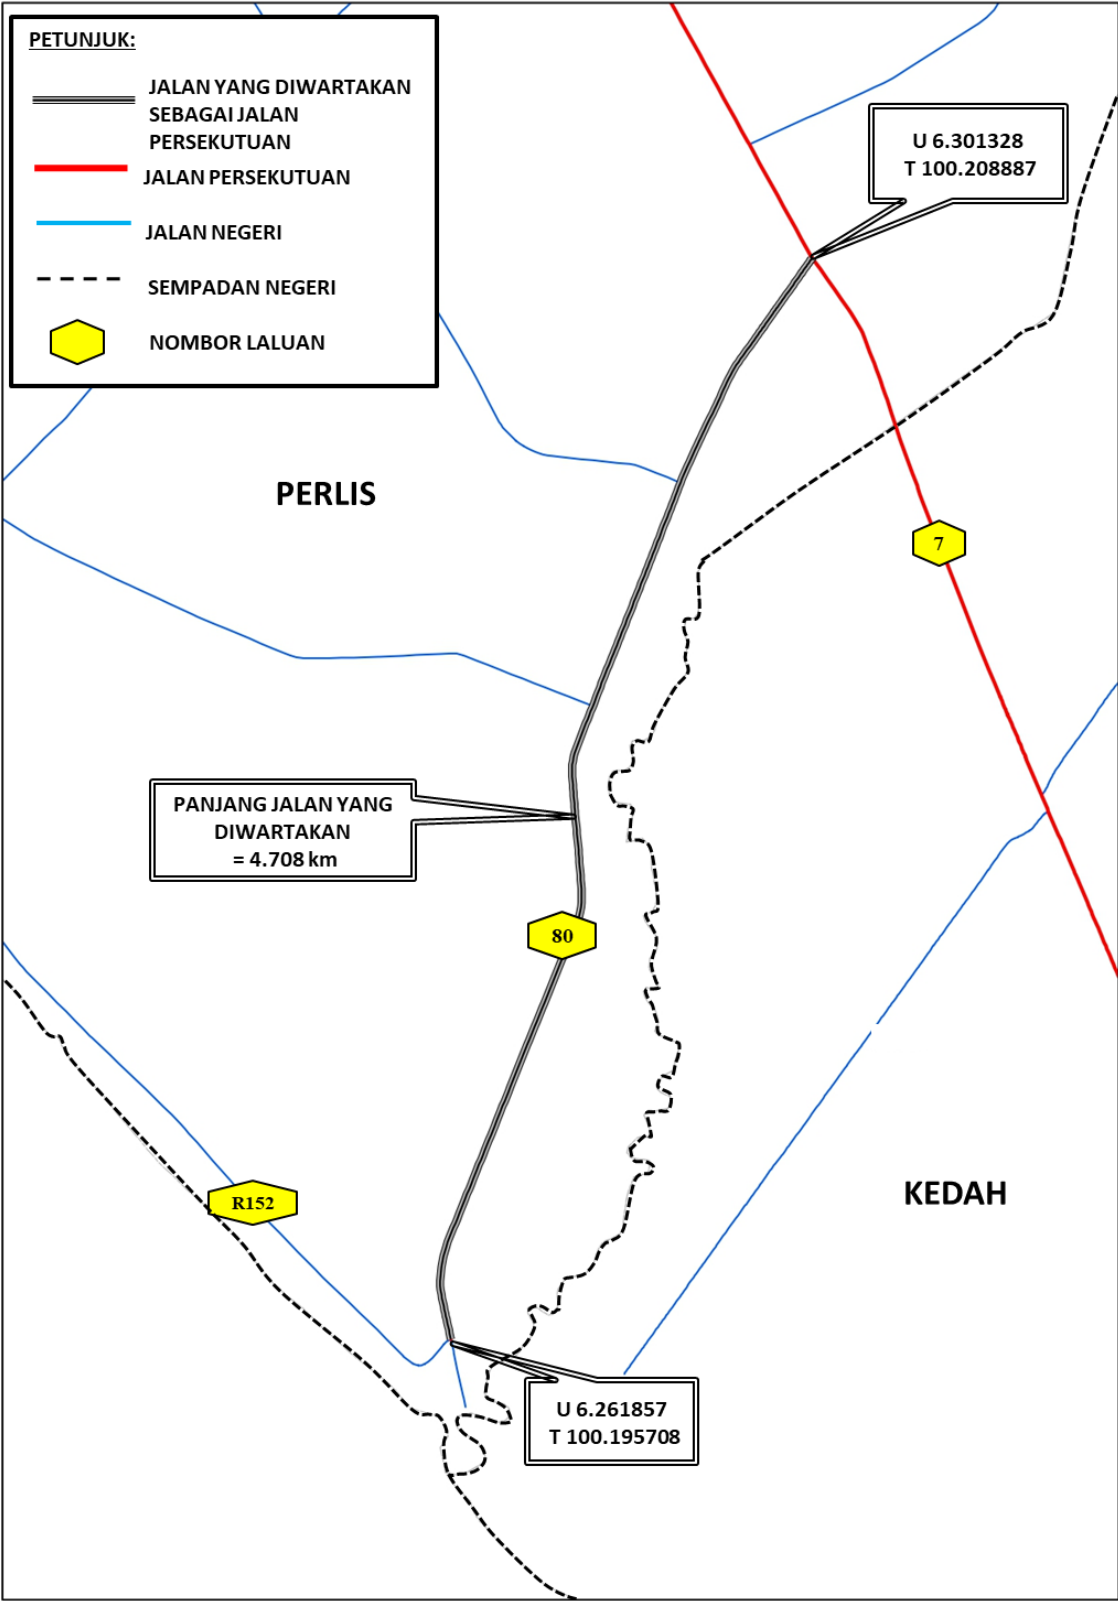 PETUNJUK:
JALAN YANG DIWARTAKAN
SEBAGAI JALAN
PERSEKUTUAN
JALAN PERSEKUTUAN
JALAN NEGERI
SEMPADAN NEGERI
NOMBOR LALUAN
U 6.301328
T 100.208887
PERLIS
7
PANJANG JALAN YANG
DIWARTAKAN
= 4.708 km
80
KEDAH
R152
U 6.261857
T 100.195708